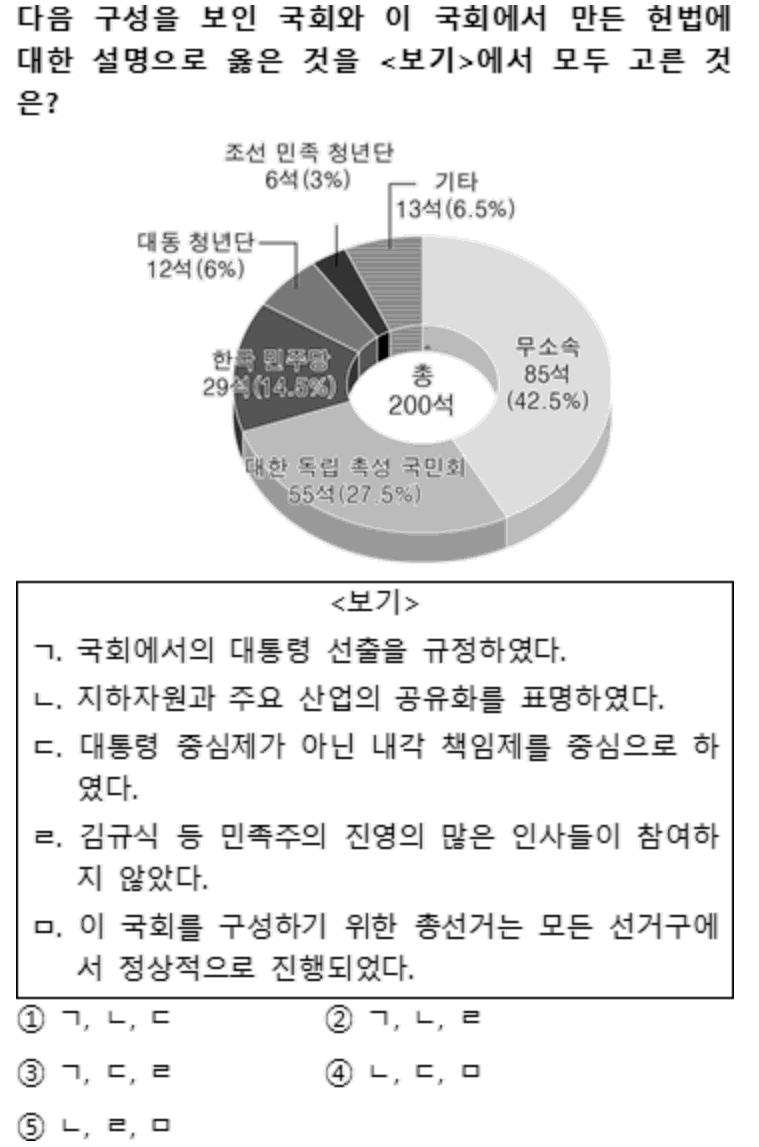 다음 구성을 보인 국회와 이 국회에서 만든 헌법에
대한 설명으로 옳은 것을 <보기>에서 모두 고른 것
은?
조선 민족 청년단
6석(3%)
기타
13석(6.5%)
대동 청년단
12석(6%)
한국 민주당
29석(14.5%)
무소속
85석
(42.5%)
총
200석
대한 독립 촉성 국민회
55석(27.5%)
<보기>
ㄱ. 국회에서의 대통령 선출을 규정하였다.
ㄴ. 지하자원과 주요 산업의 공유화를 표명하였다.
ㄷ. 대통령 중심제가 아닌 내각 책임제를 중심으로 하
였다.
ㄹ. 김규식 등 민족주의 진영의 많은 인사들이 참여하
지 않았다.
ㅁ. 이 국회를 구성하기 위한 총선거는 모든 선거구에
서 정상적으로 진행되었다.
① ㄱ, ㄴ, ㄷ ② ㄱ, ㄴ, ㄹ
③ ㄱ, ㄷ, ㄹ ④ ㄴ, ㄷ, ㅁ
⑤ ㄴ, ㄹ, ㅁ